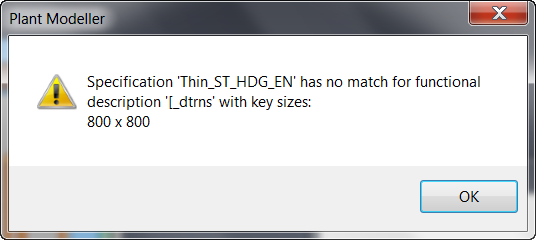 Plant Modeller
Specification 'Thin_ST_HDG_EN' has no match for functional
description '[_dtrns' with key sizes:
800 x 800
OK